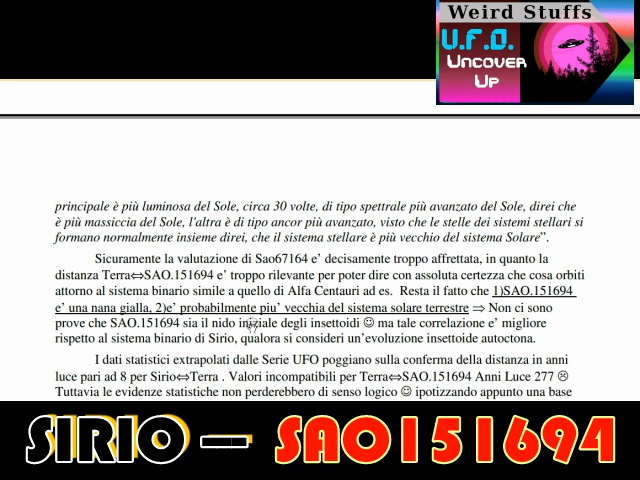 Weird Stuffs
U.F.O.
Uncover
Up
principale è più luminosa del Sole, circa 30 volte, di tipo spettrale più avanzato del Sole, direi che
è più massiccia del Sole, l'altra è di tipo ancor più avanzato, visto che le stelle dei sistemi stellari si
formano normalmente insieme direi, che il sistema stellare è più vecchio del sistema Solare”.
Sicuramente la valutazione di Sao67164 e’ decisamente troppo affrettata, in quanto la
distanza Terra⇔SAO.151694 e’ troppo rilevante per poter dire con assoluta certezza che cosa orbiti
attorno al sistema binario simile a quello di Alfa Centauri ad es. Resta il fatto che 1)SAO.151694
e’ una nana gialla, 2)e’ probabilmente piu’ vecchia del sistema solare terrestre ⇒ Non ci sono
prove che SAO.151694 sia il nido iniziale degli insettoidi ☺ ma tale correlazione e’ migliore
rispetto al sistema binario di Sirio, qualora si consideri un’evoluzione insettoide autoctona.
I dati statistici extrapolati dalle Serie UFO poggiano sulla conferma della distanza in anni
luce pari ad 8 per Sirio⇔Terra . Valori incompatibili per Terra⇔SAO.151694 Anni Luce 277 ☹
Tuttavia le evidenze statistiche non perderebbero di senso logico ☺ ipotizzando appunto una base
SIRIO — SAO151694